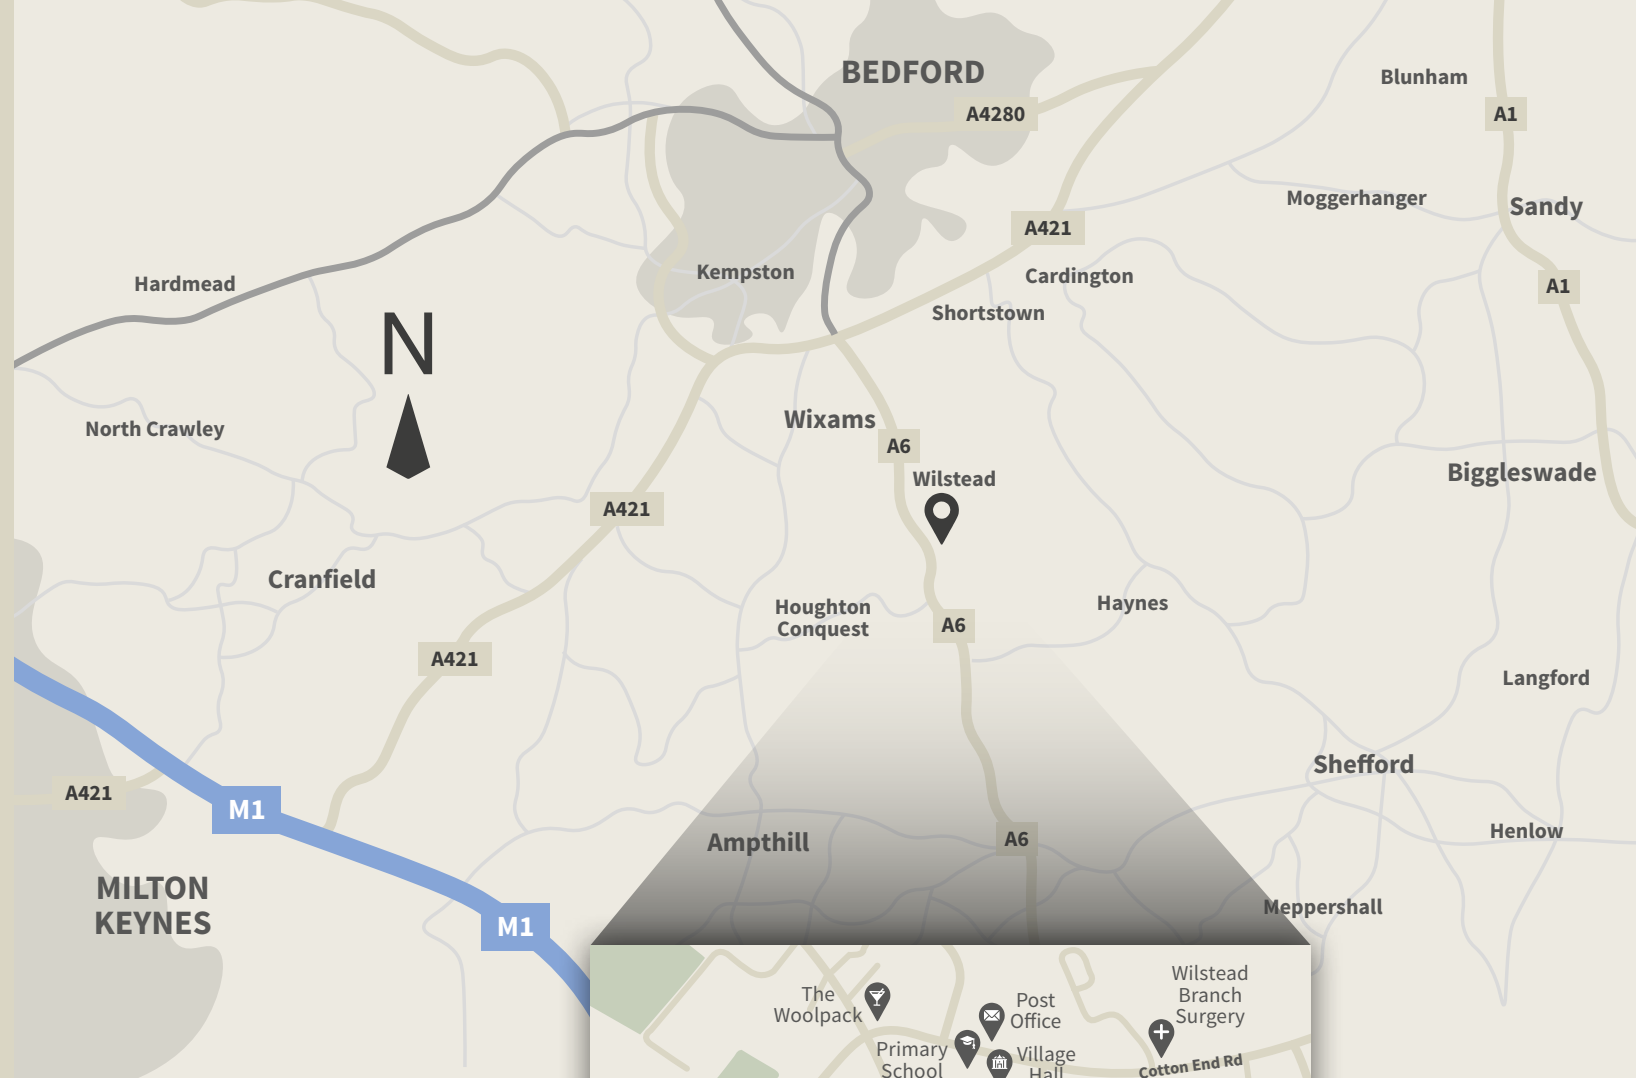 BEDFORD
Blunham
A4280
A1
Moggerhanger
Sandy
A421
Kempston
Cardington
Hardmead
A1
Shortstown
N
Wixams
North Crawley
A6
Biggleswade
Wilstead
A421
Cranfield
Houghton
Conquest
Haynes
A6
A421
Langford
Shefford
A421
M1
Henlow
Ampthill
A6
MILTON
KEYNES
Meppershall
M1
The
Woolpack
Post
Office
Wilstead
Branch
Surgery
Primary
School
Village
Hall
Cotton End Rd